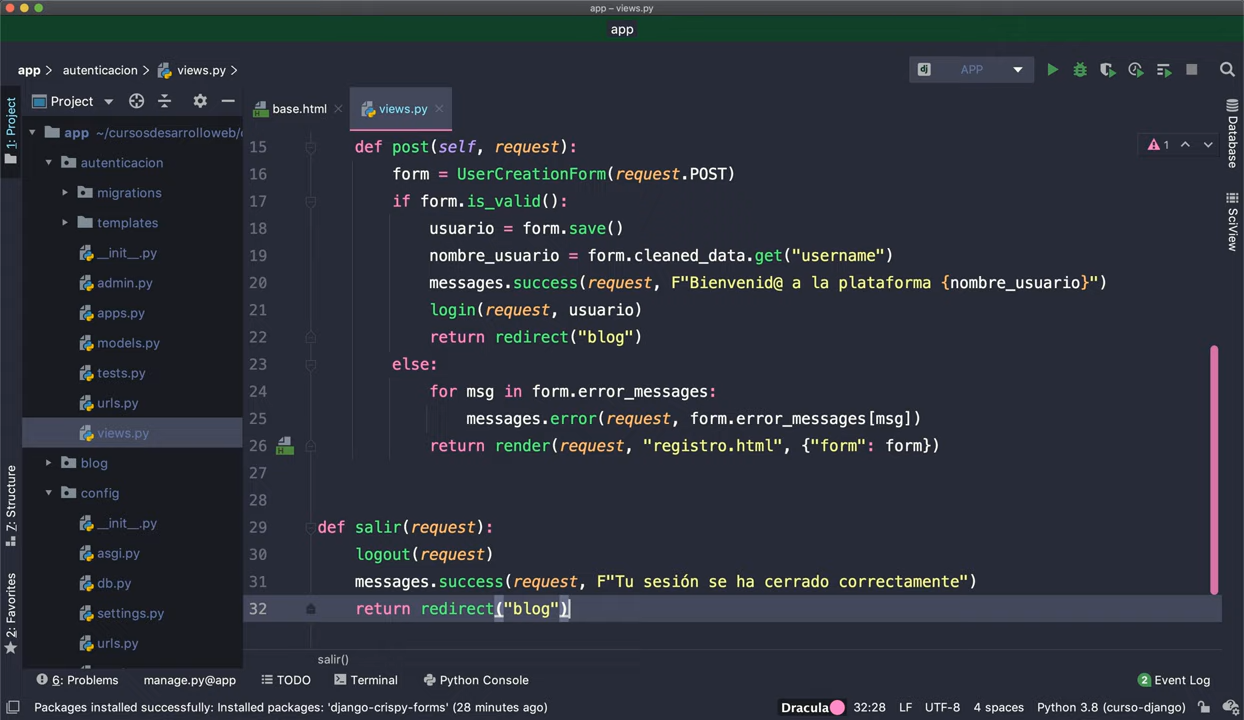 app – views.py
app
app
autenticacion
views.py
APP
1: Project
Project
base.html
views.py
Database
SciView
app ~/cursosdesarrolloweb/
autenticacion
migrations
templates
__init__.py
admin.py
apps.py
models.py
tests.py
urls.py
views.py
blog
config
__init__.py
asgi.py
db.py
settings.py
urls.py
1
15 def post(self, request):
16 form = UserCreationForm(request.POST)
17 if form.is_valid():
18 usuario = form.save()
19 nombre_usuario = form.cleaned_data.get("username")
20 messages.success(request, F"Bienvenid@ a la plataforma {nombre_usuario}")
21 login(request, usuario)
22 return redirect("blog")
23 else:
24 for msg in form.error_messages:
25 messages.error(request, form.error_messages[msg])
26 return render(request, "registro.html", {"form": form})
27
28
29 def salir(request):
30 logout(request)
31 messages.success(request, F"Tu sesión se ha cerrado correctamente")
32 return redirect("blog")
salir()
7: Structure
2: Favorites
6: Problems
manage.py@app
TODO
Terminal
Python Console
2 Event Log
Packages installed successfully: Installed packages: 'django-crispy-forms' (28 minutes ago)
Dracula
32:28
LF
UTF-8
4 spaces
Python 3.8 (curso-django)